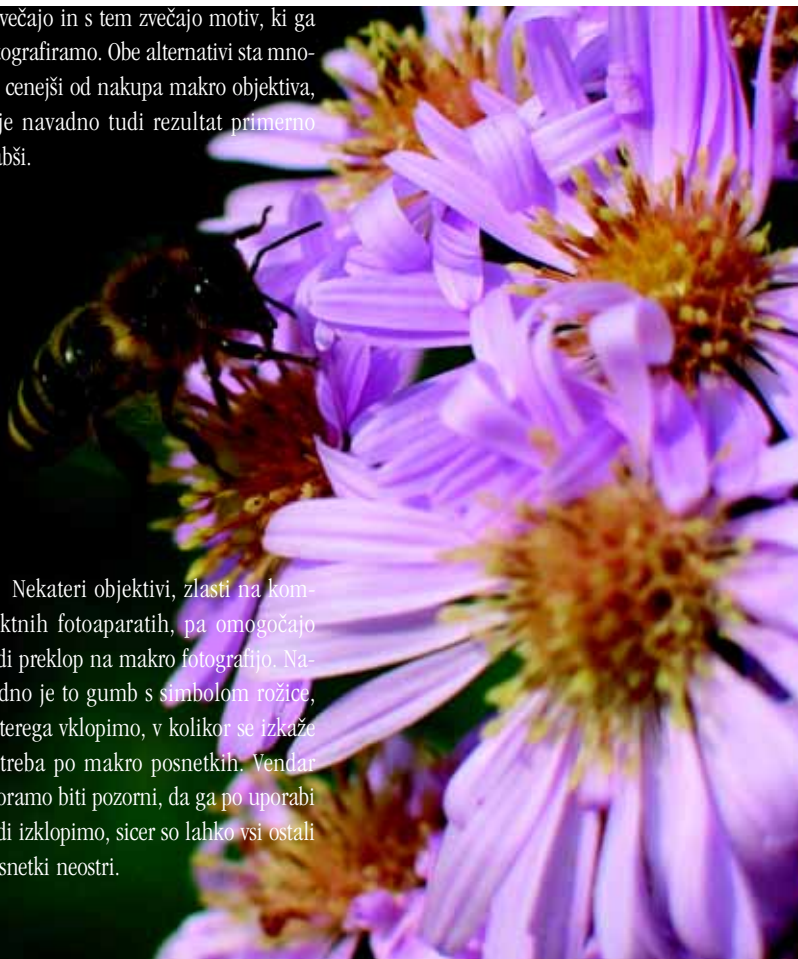 večajo in s tem zvečajo motiv, ki ga
tografiramo. Obe alternativi sta mno-
cenejši od nakupa makro objektiva,
je navadno tudi rezultat primerno
abši.
Nekateri objektivi, zlasti na kom-
ktnih fotoaparatih, pa omogočajo
di preklop na makro fotografijo. Na-
dno je to gumb s simbolom rožice,
terega vklopimo, v kolikor se izkaže
treba po makro posnetkih. Vendar
oramo biti pozorni, da ga po uporabi
di izklopimo, sicer so lahko vsi ostali
snetki neostri.